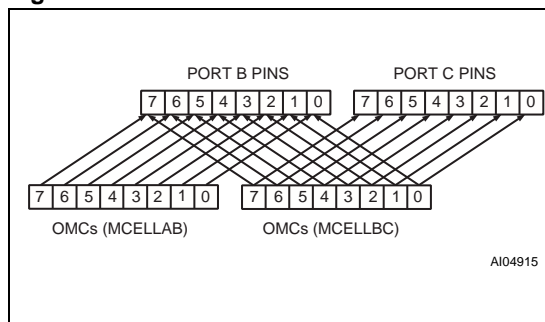 PORT B PINS PORT C PINS
7 6 5 4 3 2 1 0 7 6 5 4 3 2 1 0
7 6 5 4 3 2 1 0 7 6 5 4 3 2 1 0
OMCs (MCELLAB) OMCs (MCELLBC)
AI04915